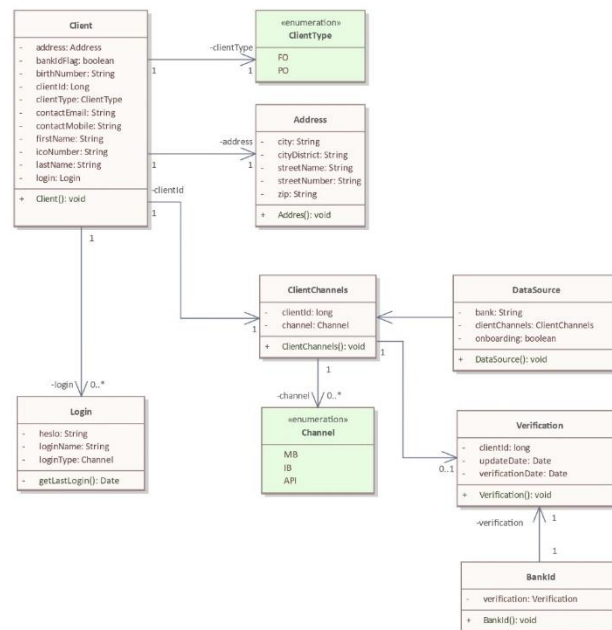 Client
- address: Address
- bankIdFlag: boolean
- birthNumber: String
- clientId: Long
- clientType: ClientType
- contactEmail: String
- contactMobile: String
- firstName: String
- icoNumber: String
- lastName: String
- login: Login
+ Client(): void
-clientType
1
1
«enumeration»
ClientType
FO
PO
-address
1
1
Address
- city: String
- cityDistrict: String
- streetName: String
- streetNumber: String
- zip: String
+ Addres(): void
-clientId
1
1
1
ClientChannels
- clientId: long
- channel: Channel
+ ClientChannels(): void
1
1
DataSource
- bank: String
- clientChannels: ClientChannels
- onboarding: boolean
+ DataSource(): void
-login
0..*
Login
- heslo: String
- loginName: String
- loginType: Channel
- getLastLogin(): Date
-channel
0..*
«enumeration»
Channel
MB
IB
API
0..1
Verification
- clientId: long
- updateDate: Date
- verificationDate: Date
+ Verification(): void
-verification
1
1
BankId
- verification: Verification
+ BankId(): void